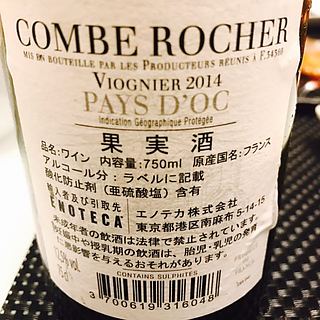 COMBE ROCHER
MIS EN BOUTEILLE PAR LES PRODUCTEURS RÉUNIS À F.34360
VIOGNIER 2014
PAYS D'OC
Indication Géographique Protégée
果実酒
品名:ワイン 内容量:750ml 原産国名:フランス
アルコール分:ラベルに記載
酸化防止剤(亜硫酸塩)含有
輸入者及び引取先
ENOTECA エノテカ株式会社
東京都港区南麻布5-14-15
未成年者の飲酒は法律で禁止されています。
妊娠中や授乳期の飲酒は、胎児・乳児の発育
に悪影響を与えるおそれがあります。
CONTAINS SULPHITES
3 700619 316048